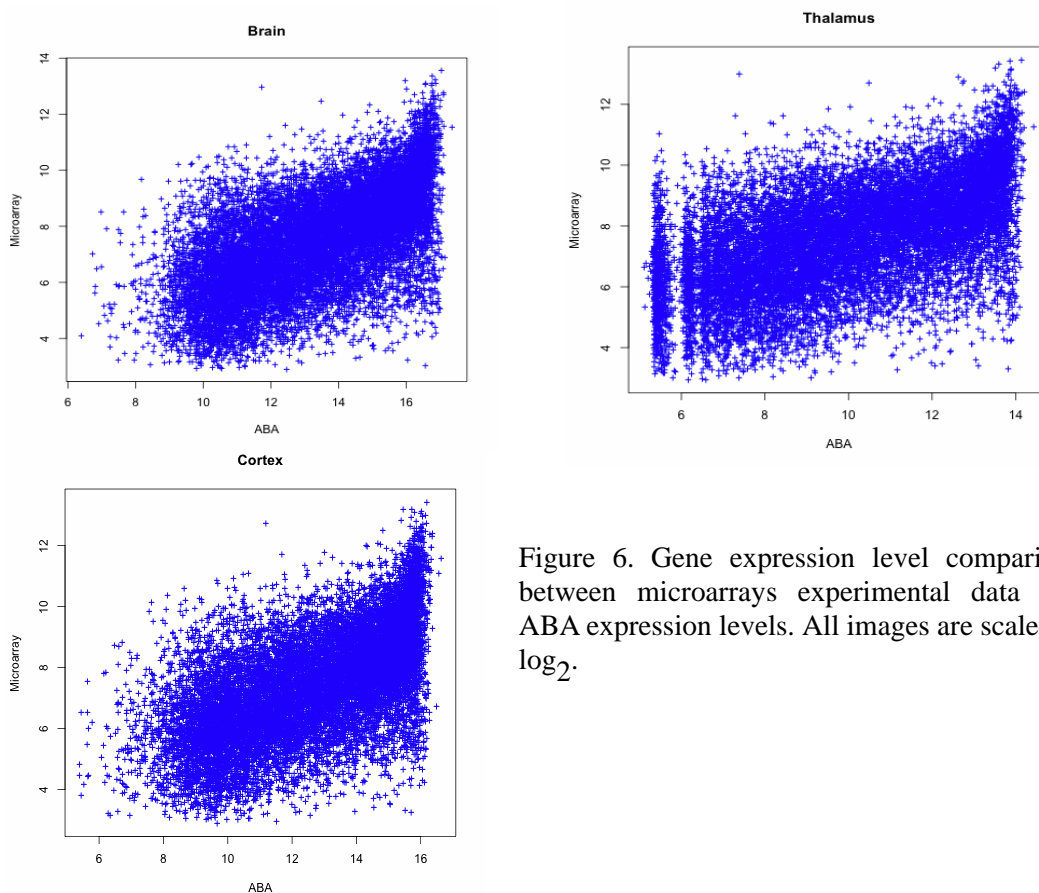 Brain
Microarray
14
12
10
8
6
4
6 8 10 12 14 16
ABA
Thalamus
Microarray
12
10
8
6
4
6 8 10 12 14
ABA
Cortex
Microarray
12
10
8
6
4
6 8 10 12 14 16
ABA
Figure 6. Gene expression level compari
between microarrays experimental data
ABA expression levels. All images are scale
log2.